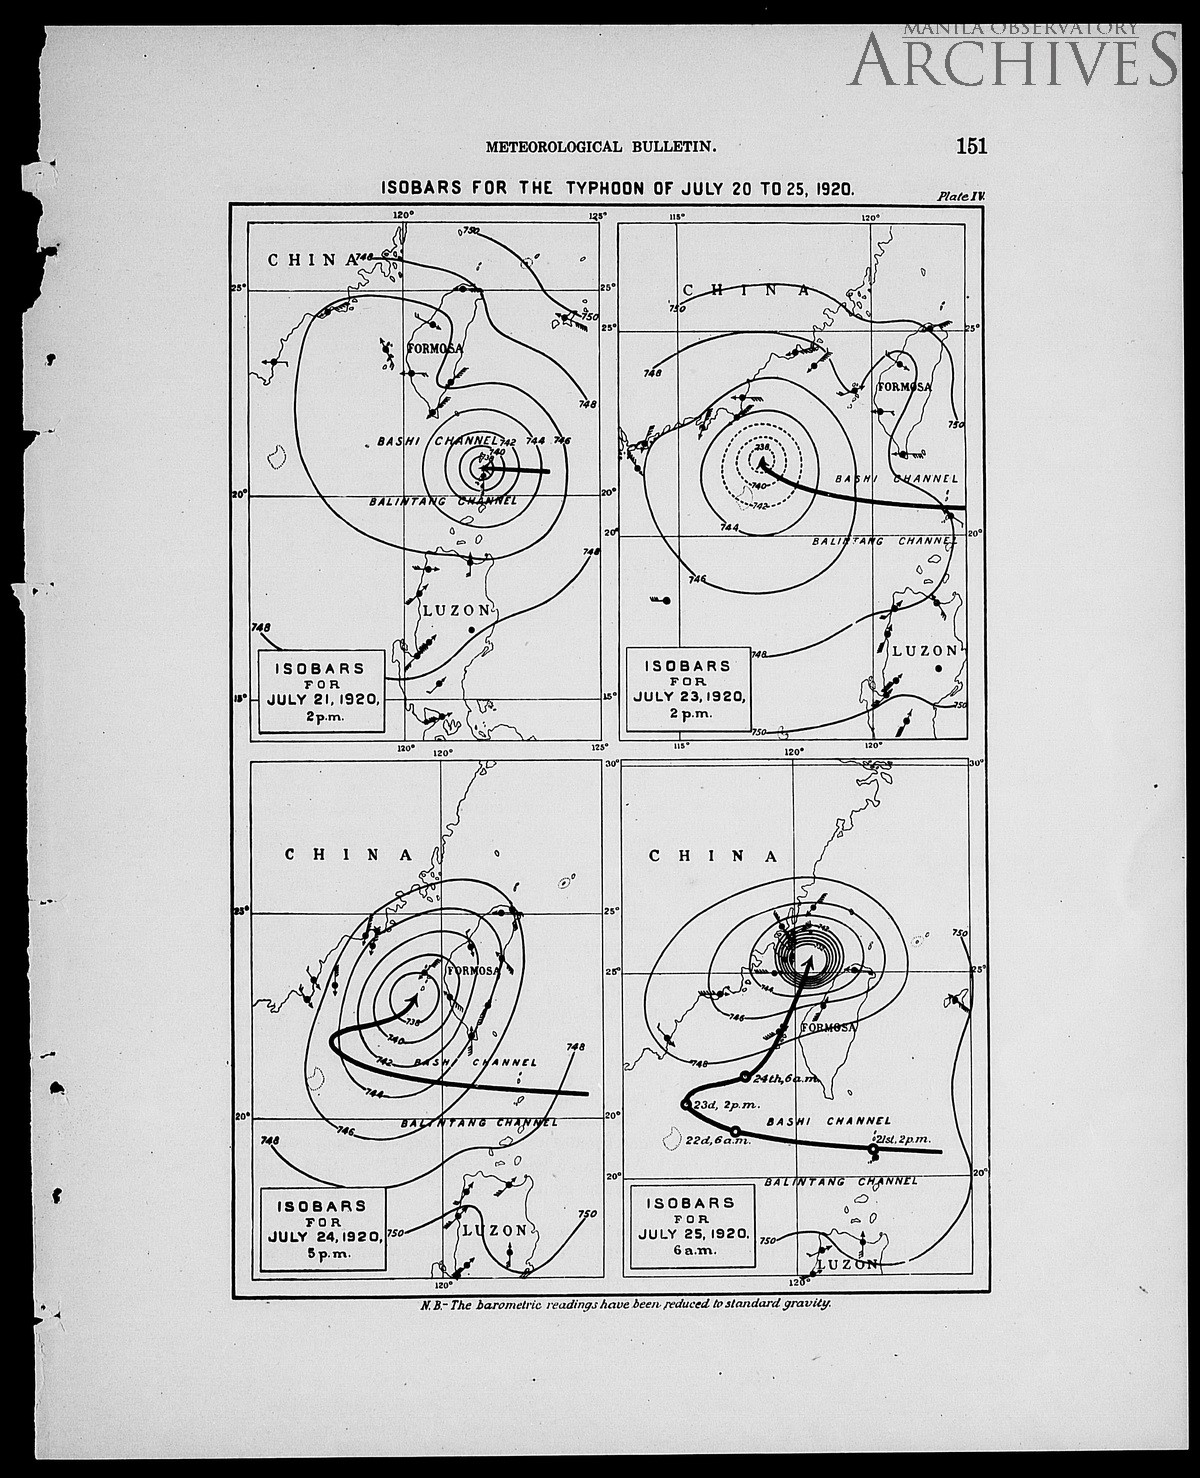 MANILA OBSERVATORY
ARCHIVES
METEOROLOGICAL BULLETIN.
151
ISOBARS FOR THE TYPHOON OF JULY 20 TO 25, 1920.
Plate IV.
120°
125°
750
CHINA
748
25°
25°
750
FORMOSA
748
BASHI CHANNEL
742
744
746
740
20°
20°
BALINTANG CHANNEL
748
LUZON
748
ISOBARS
FOR
JULY 21, 1920,
2 p.m.
15°
15°
120°
125°
115°
120°
CHINA
750
25°
748
FORMOSA
750
738
BASHI CHANNEL
740
742
744
20°
20°
BALINTANG CHANNEL
746
748
LUZON
ISOBARS
FOR
JULY 23, 1920,
2 p.m.
750
750
115°
120°
120°
CHINA
25°
25°
FORMOSA
738
740
742
BASHI CHANNEL
748
744
20°
20°
746
BALINTANG CHANNEL
748
ISOBARS
FOR
JULY 24, 1920,
5 p.m.
750
LUZON
750
120°
120°
30°
30°
CHINA
750
25°
744
746
FORMOSA
748
24th, 6 a.m.
23d, 2 p.m.
BASHI CHANNEL
22d, 6 a.m.
21st, 2 p.m.
20°
BALINTANG CHANNEL
ISOBARS
FOR
JULY 25, 1920,
6 a.m.
750
LUZON
120°
N.B.- The barometric readings have been reduced to standard gravity.